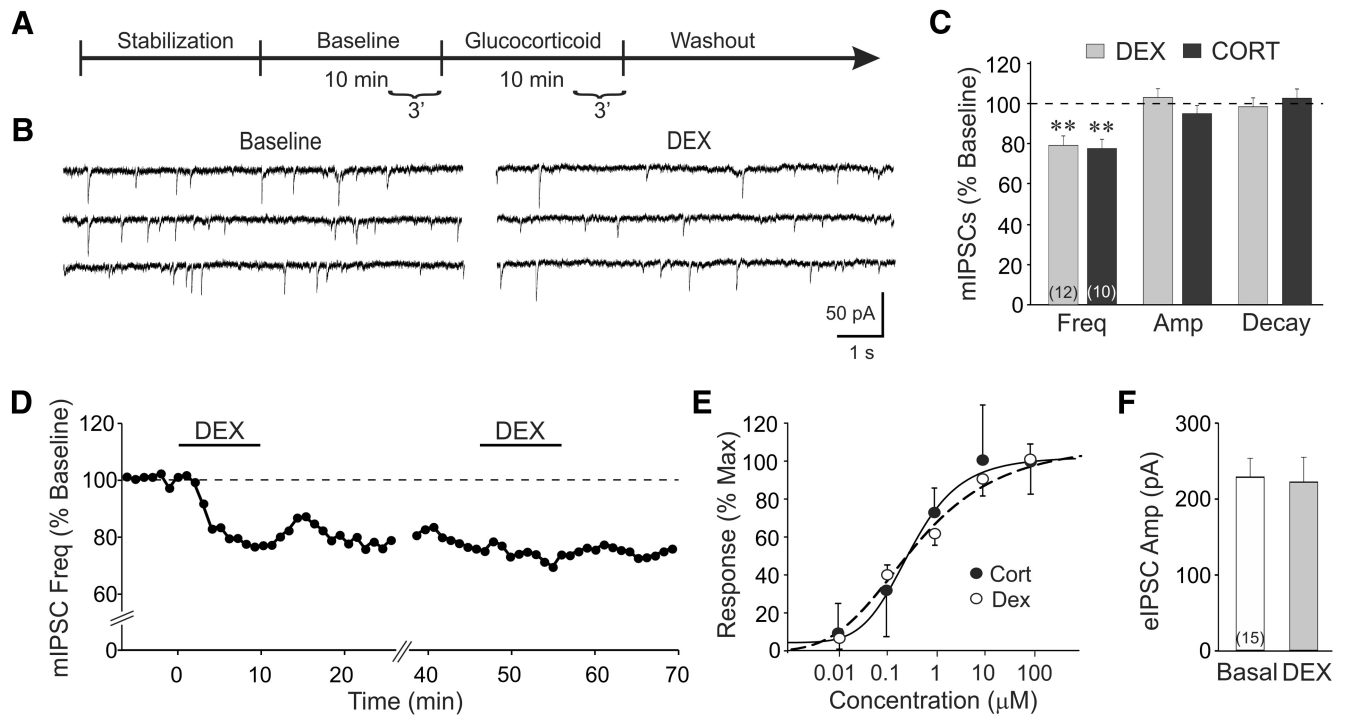 A
Stabilization Baseline Glucocorticoid Washout
10 min 10 min
3' 3'
B
Baseline DEX
50 pA
1 s
C
DEX CORT
mIPSCs (% Baseline)
120
100
80
60
40
20
0
** **
(12) (10)
Freq Amp Decay
D
mIPSC Freq (% Baseline)
120
100
80
60
0
DEX DEX
0 10 20 40 50 60 70
Time (min)
E
Response (% Max)
120
100
80
60
40
20
0
Cort
Dex
0.01 0.1 1 10 100
Concentration (μM)
F
eIPSC Amp (pA)
300
200
100
0
(15)
Basal DEX